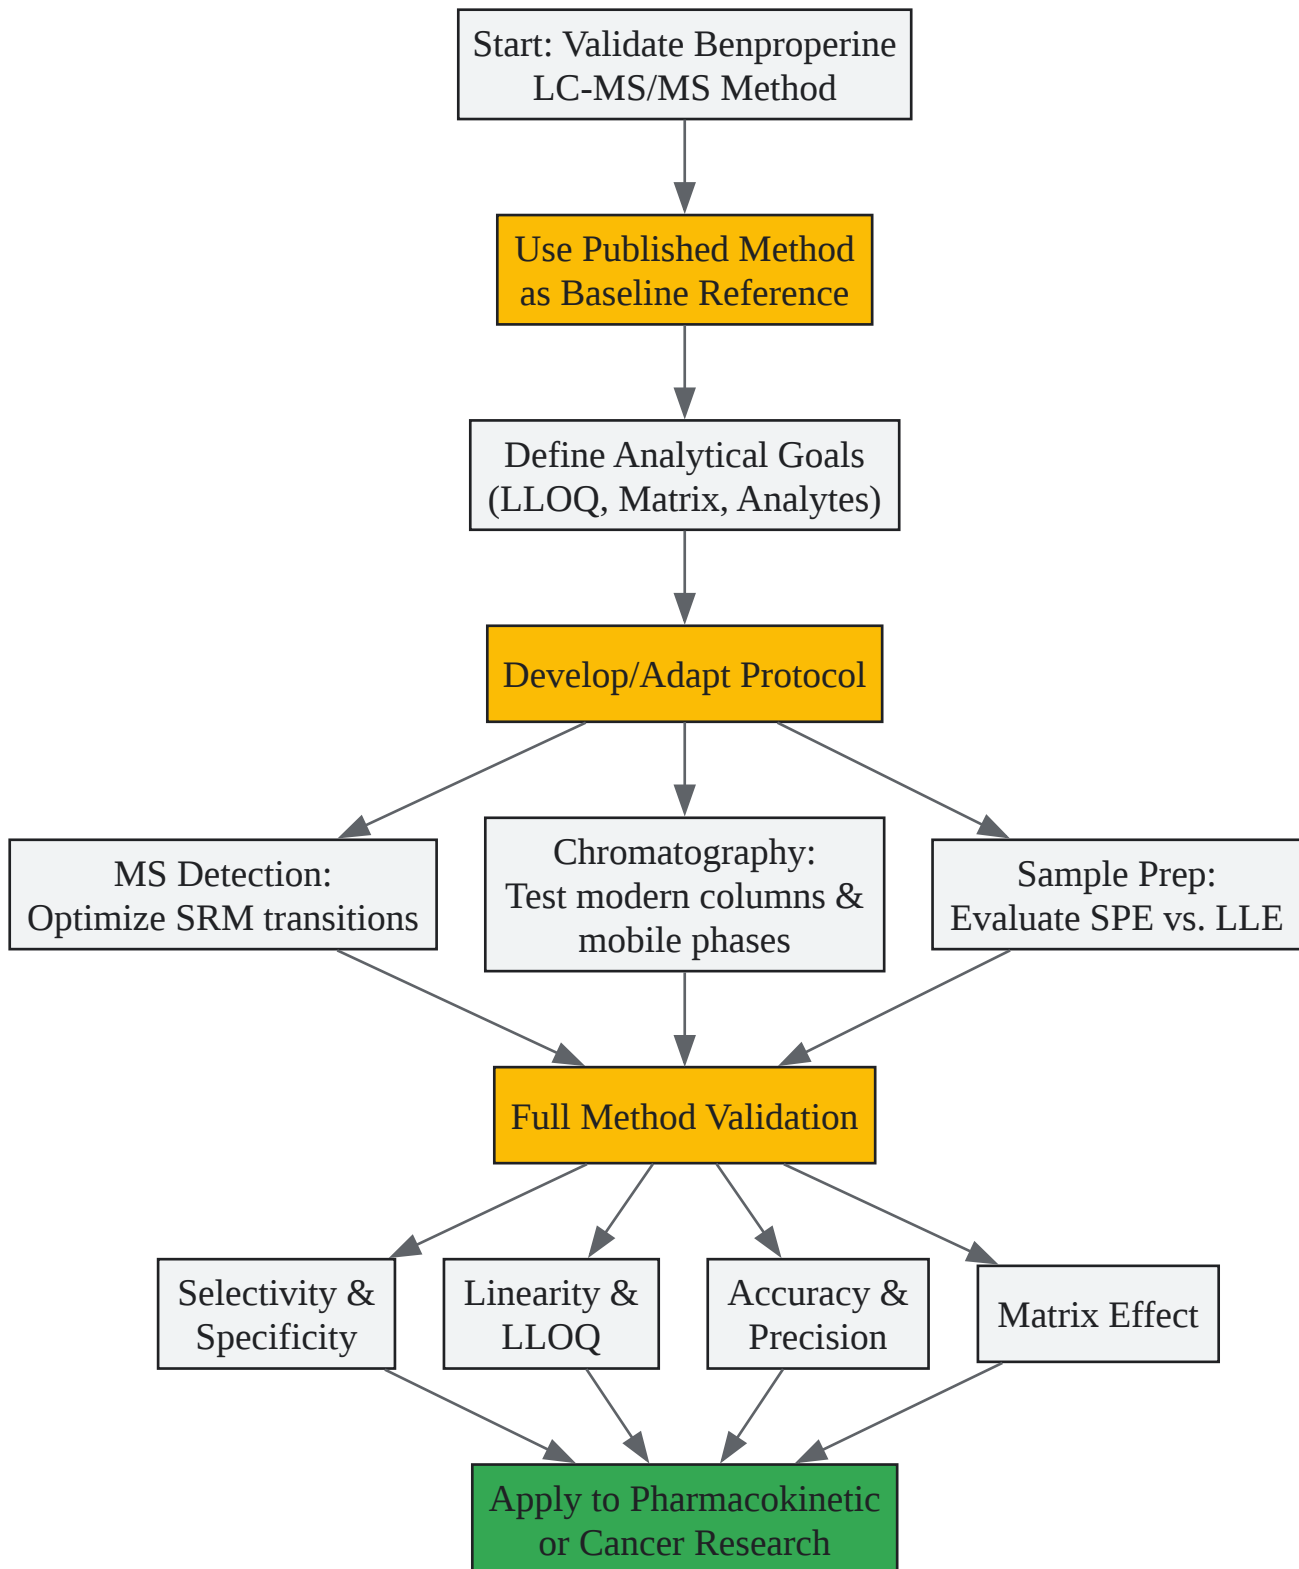 Start: Validate Benproperine
LC-MS/MS Method
Use Published Method
as Baseline Reference
Define Analytical Goals
(LLOQ, Matrix, Analytes)
Develop/Adapt Protocol
MS Detection:
Optimize SRM transitions
Chromatography:
Test modern columns &
mobile phases
Sample Prep:
Evaluate SPE vs. LLE
Full Method Validation
Selectivity &
Specificity
Linearity &
LLOQ
Accuracy &
Precision
Matrix Effect
Apply to Pharmacokinetic
or Cancer Research